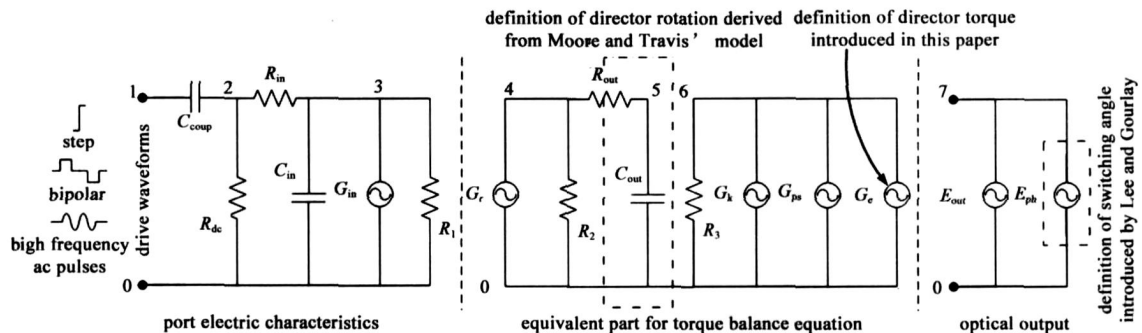 definition of director rotation derived
from Moore and Travis' model
definition of director torque
introduced in this paper
1
2
R_in
3
4
R_out
5
6
7
C_coup
step
bipolar
bigh frequency
ac pulses
drive waveforms
R_dc
C_in
G_in
R_1
G_r
R_2
C_out
R_3
G_k
G_ps
G_e
E_out
E_ph
definition of switching angle
introduced by Lee and Gourlay
0
0
0
port electric characteristics
equivalent part for torque balance equation
optical output